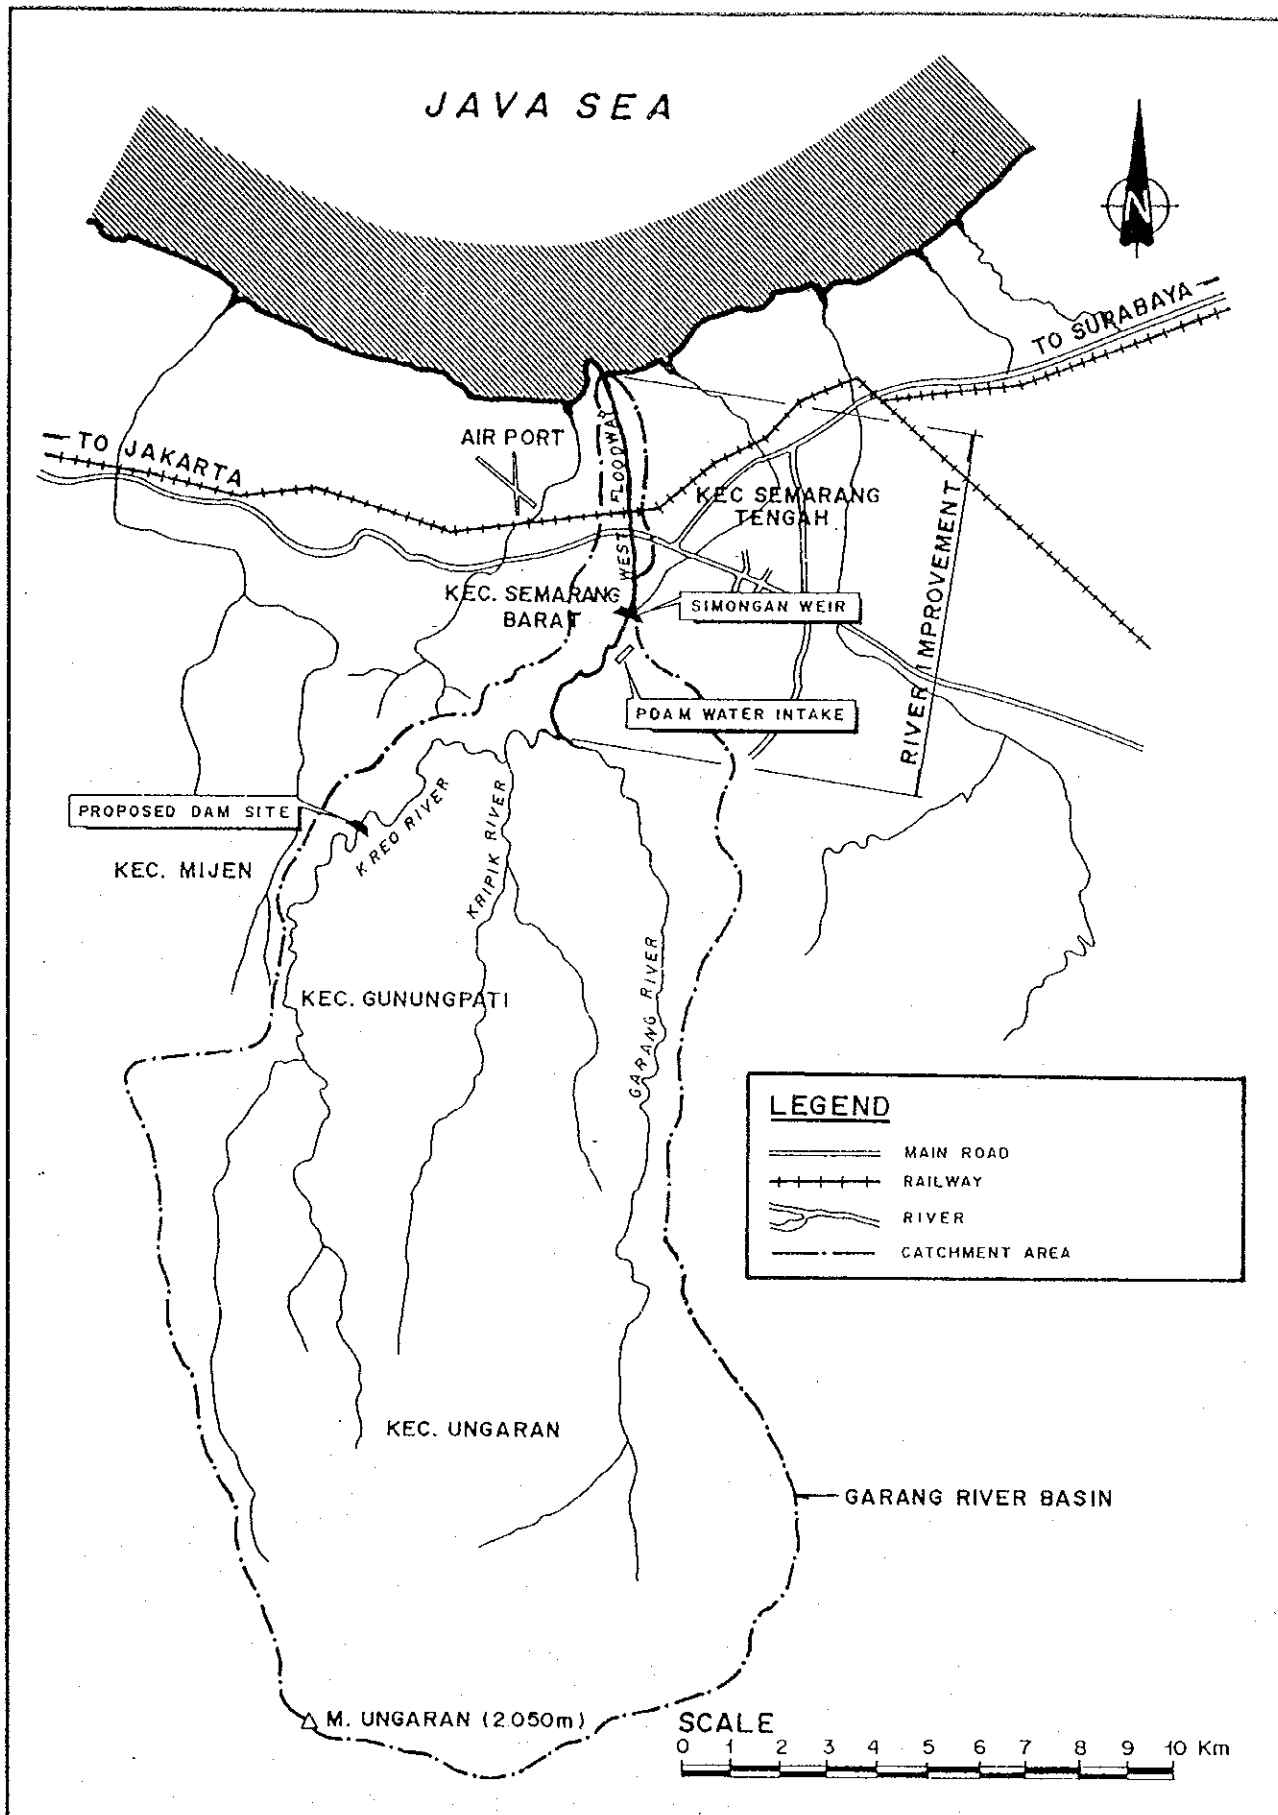 JAVA SEA
N
TO SURABAYA
TO JAKARTA
AIR PORT
WEST FLOODWAY
KEC SEMARANG
TENGAH
KEC. SEMARANG
BARAT
SIMONGAN WEIR
RIVER IMPROVEMENT
PDAM WATER INTAKE
PROPOSED DAM SITE
KREO RIVER
KRIPIK RIVER
KEC. MIJEN
GARANG RIVER
KEC. GUNUNGPATI
LEGEND
MAIN ROAD
RAILWAY
RIVER
CATCHMENT AREA
KEC. UNGARAN
GARANG RIVER BASIN
M. UNGARAN (2.050m)
SCALE
0 1 2 3 4 5 6 7 8 9 10 Km